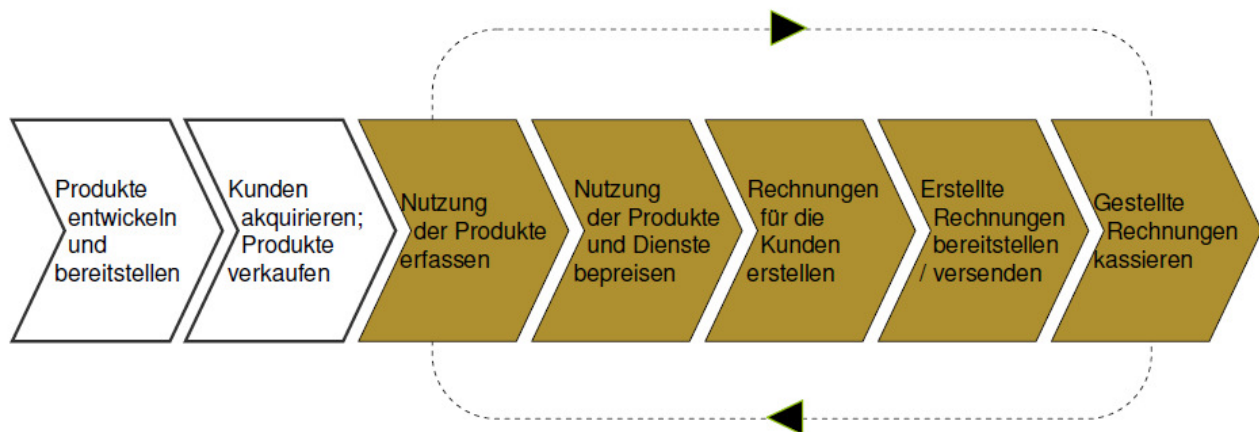 Produkte
entwickeln
und
bereitstellen
Kunden
akquirieren;
Produkte
verkaufen
Nutzung
der Produkte
erfassen
Nutzung
der Produkte
und Dienste
bepreisen
Rechnungen
für die
Kunden
erstellen
Erstellte
Rechnungen
bereitstellen
/ versenden
Gestellte
Rechnungen
kassieren